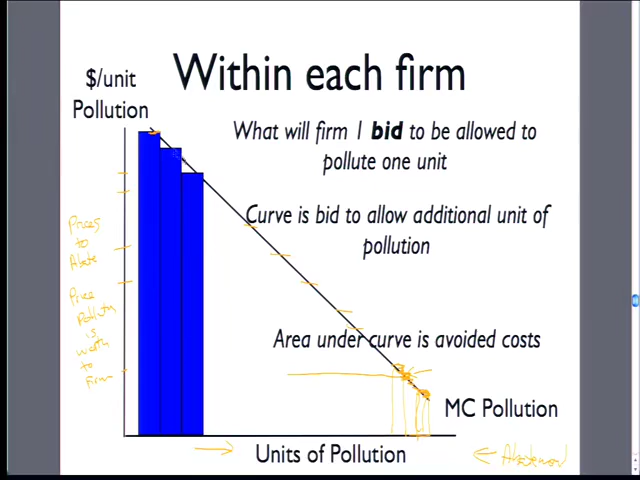 Within each firm
$/unit
Pollution
What will firm 1 bid to be allowed to
pollute one unit
Curve is bid to allow additional unit of
pollution
Prices
to
Abate
Price
Pollutn
is
worth
to
Firm
Area under curve is avoided costs
MC Pollution
Units of Pollution